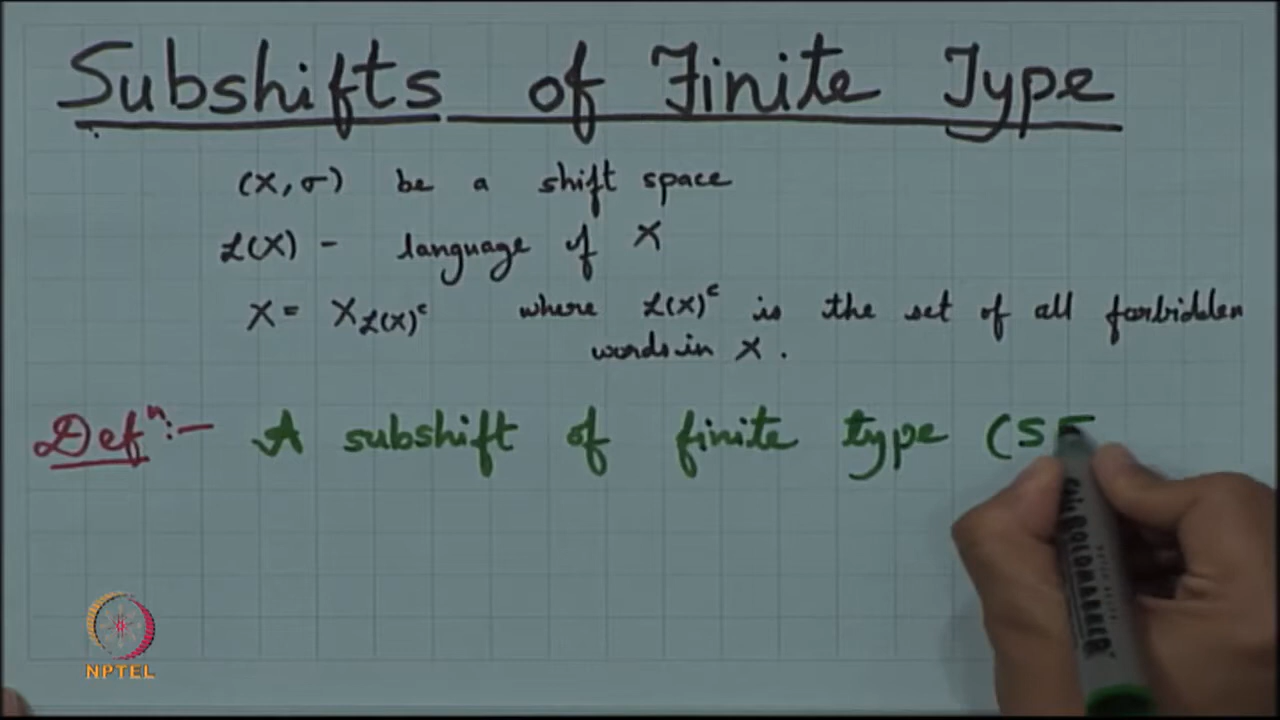 Subshifts of Finite Type
(X, σ) be a shift space
ℒ(X) - language of X
X = X_{ℒ(X)^c} where ℒ(X)^c is the set of all forbidden
words in X.
Defⁿ:- A subshift of finite type (SF
GOLDMARKER
NPTEL